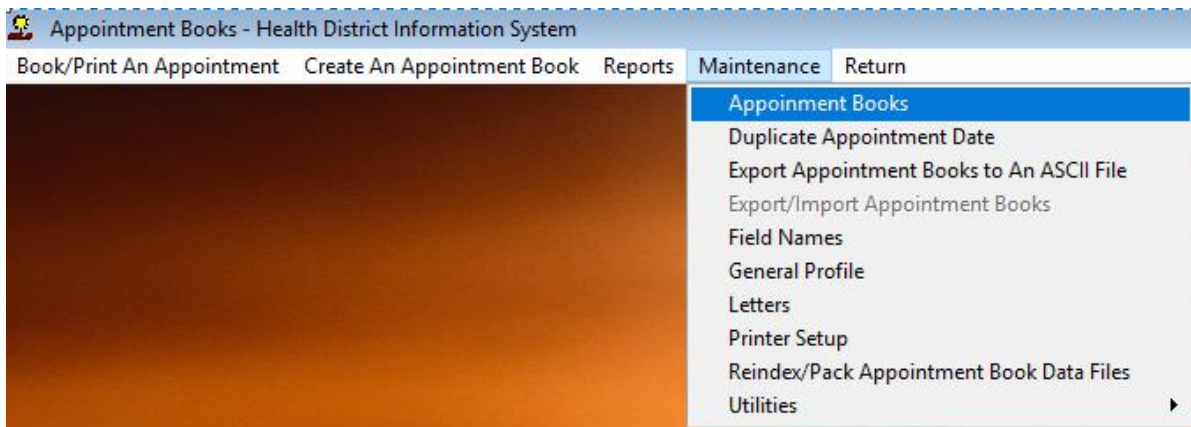 Appointment Books - Health District Information System
Book/Print An Appointment Create An Appointment Book Reports Maintenance Return
Appoinment Books
Duplicate Appointment Date
Export Appointment Books to An ASCII File
Export/Import Appointment Books
Field Names
General Profile
Letters
Printer Setup
Reindex/Pack Appointment Book Data Files
Utilities